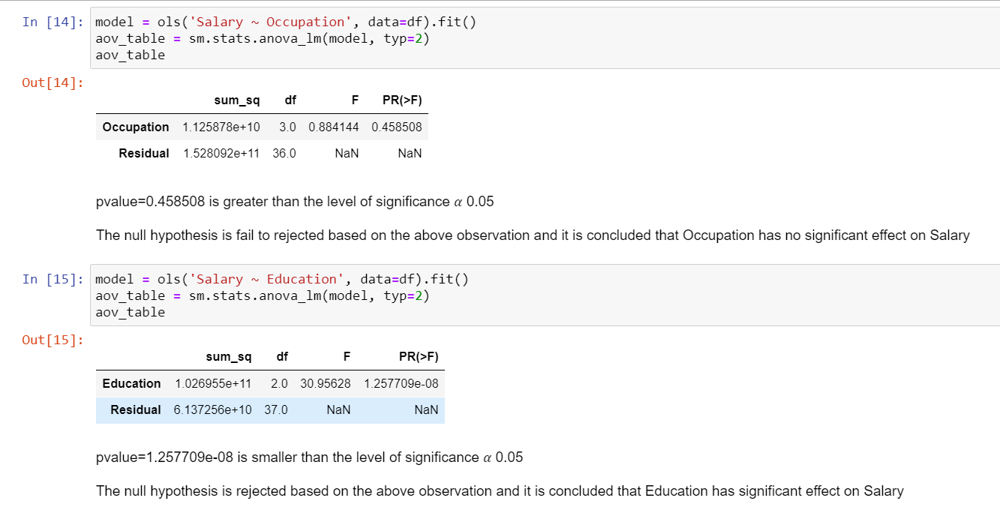 In [14]: model = ols('Salary ~ Occupation', data=df).fit()
aov_table = sm.stats.anova_lm(model, typ=2)
aov_table
Out[14]:
sum_sq df F PR(>F)
Occupation 1.125878e+10 3.0 0.884144 0.458508
Residual 1.528092e+11 36.0 NaN NaN
pvalue=0.458508 is greater than the level of significance α 0.05
The null hypothesis is fail to rejected based on the above observation and it is concluded that Occupation has no significant effect on Salary
In [15]: model = ols('Salary ~ Education', data=df).fit()
aov_table = sm.stats.anova_lm(model, typ=2)
aov_table
Out[15]:
sum_sq df F PR(>F)
Education 1.026955e+11 2.0 30.95628 1.257709e-08
Residual 6.137256e+10 37.0 NaN NaN
pvalue=1.257709e-08 is smaller than the level of significance α 0.05
The null hypothesis is rejected based on the above observation and it is concluded that Education has significant effect on Salary